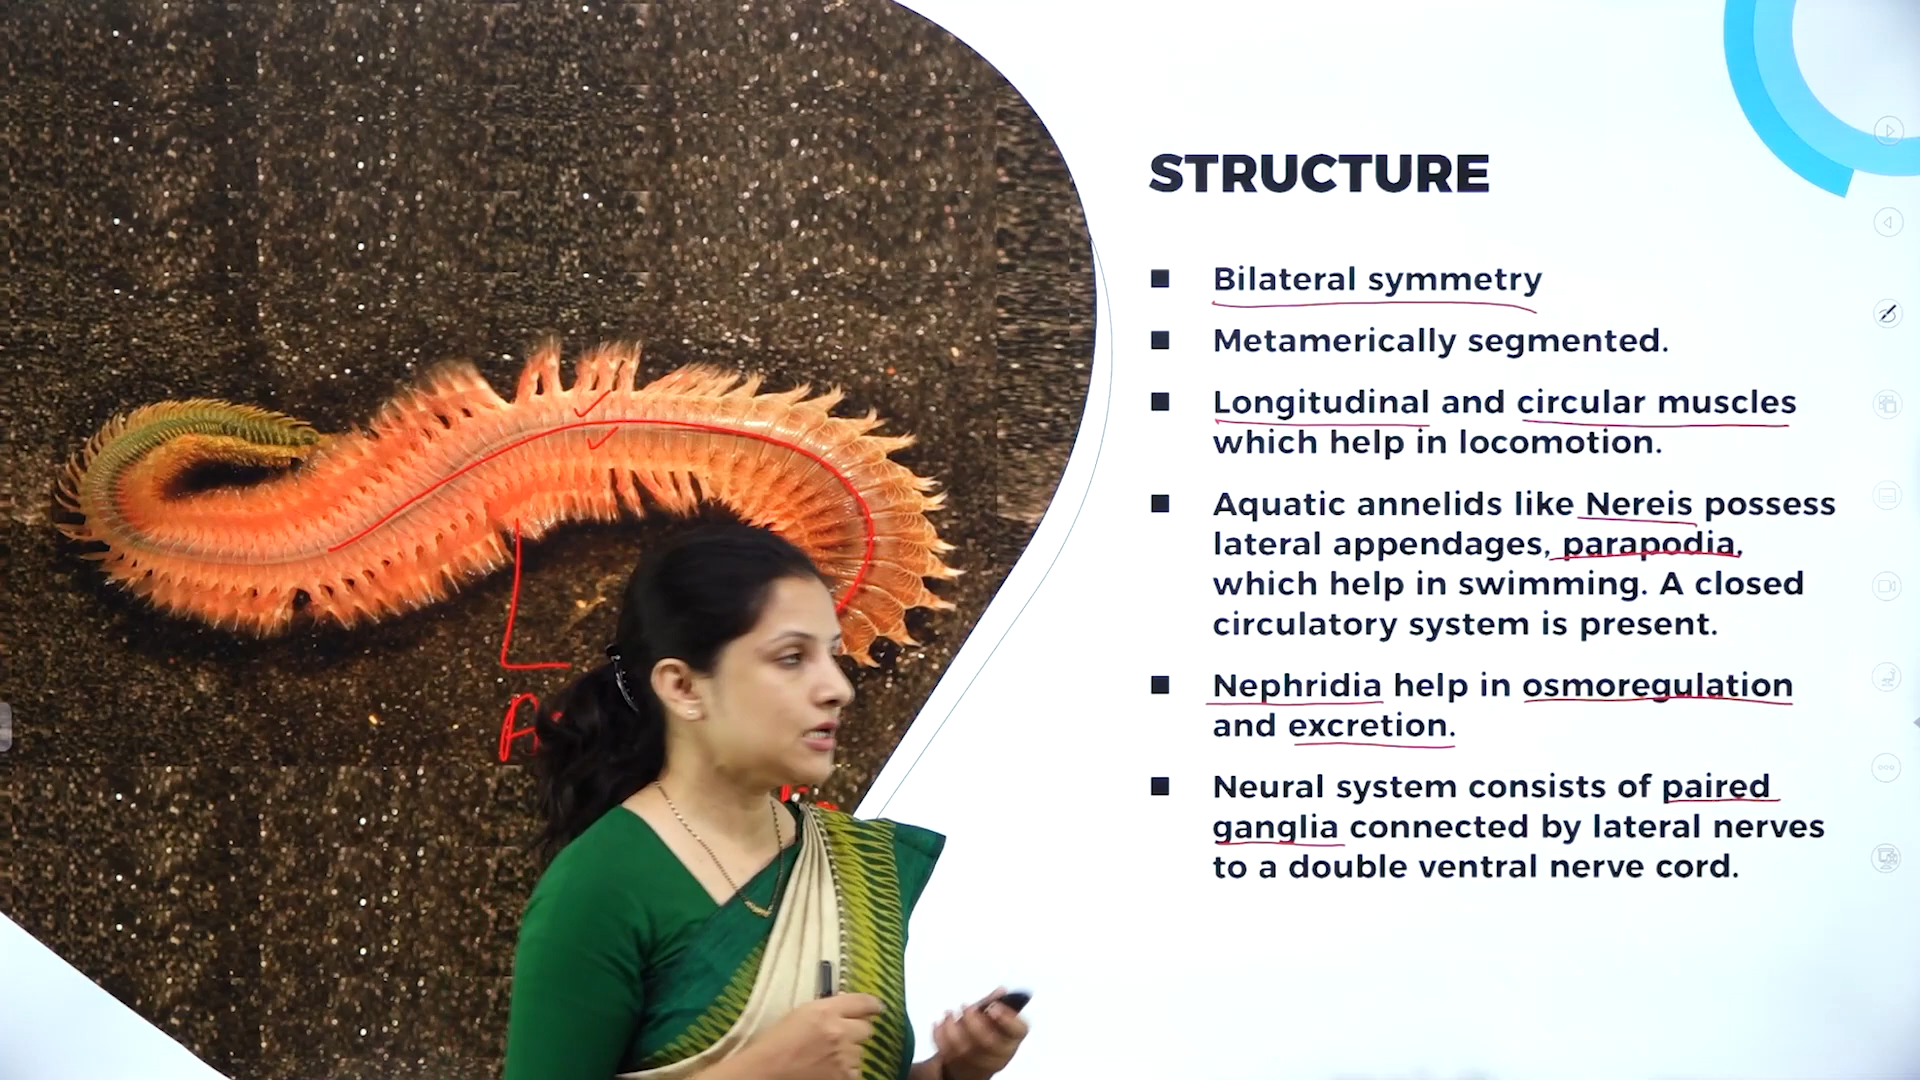 STRUCTURE
Bilateral symmetry
Metamerically segmented.
Longitudinal and circular muscles
which help in locomotion.
Aquatic annelids like Nereis possess
lateral appendages, parapodia,
which help in swimming. A closed
circulatory system is present.
Nephridia help in osmoregulation
and excretion.
Neural system consists of paired
ganglia connected by lateral nerves
to a double ventral nerve cord.